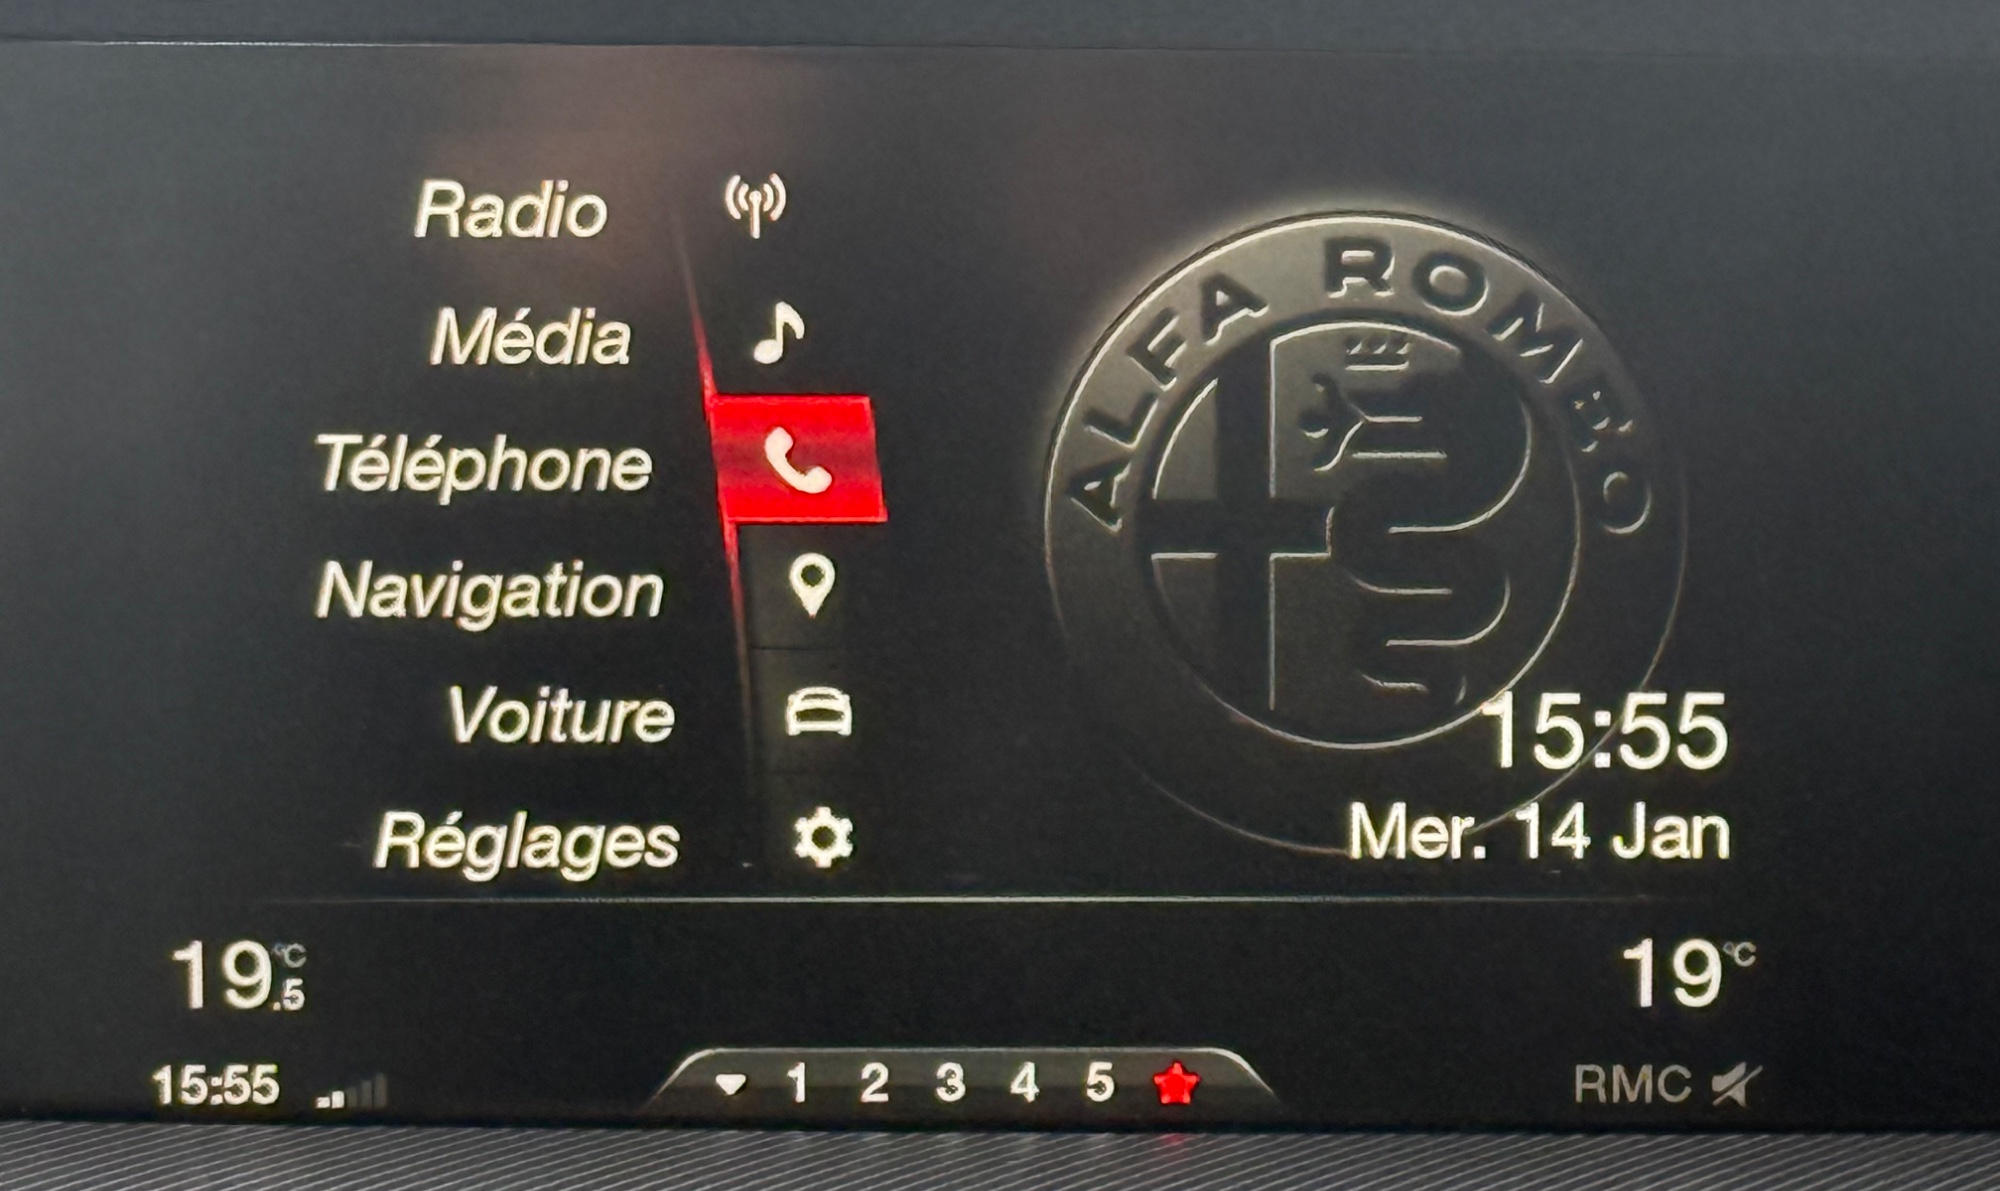 Radio
Média
Téléphone
Navigation
Voiture
Réglages
ALFA ROMEO
15:55
Mer. 14 Jan
19.5 °C
19 °C
15:55
1 2 3 4 5
RMC